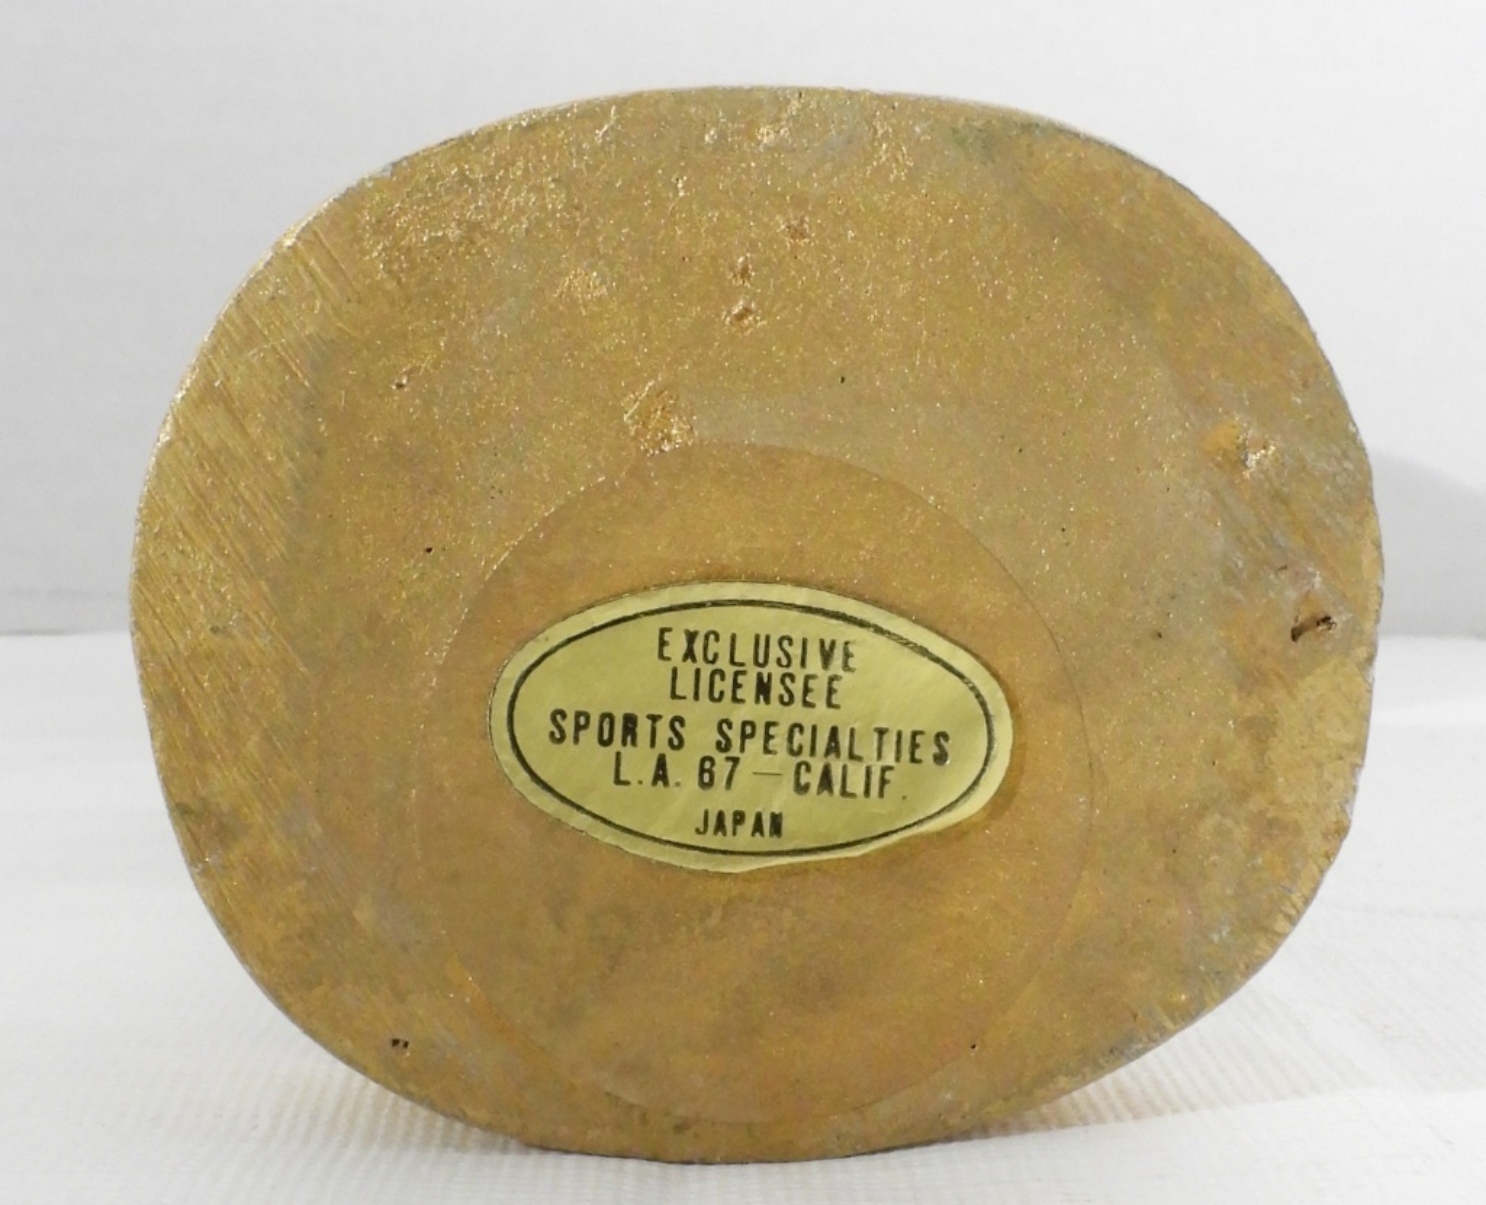 EXCLUSIVE
LICENSEE
SPORTS SPECIALTIES
L.A. 67 — CALIF.
JAPAN